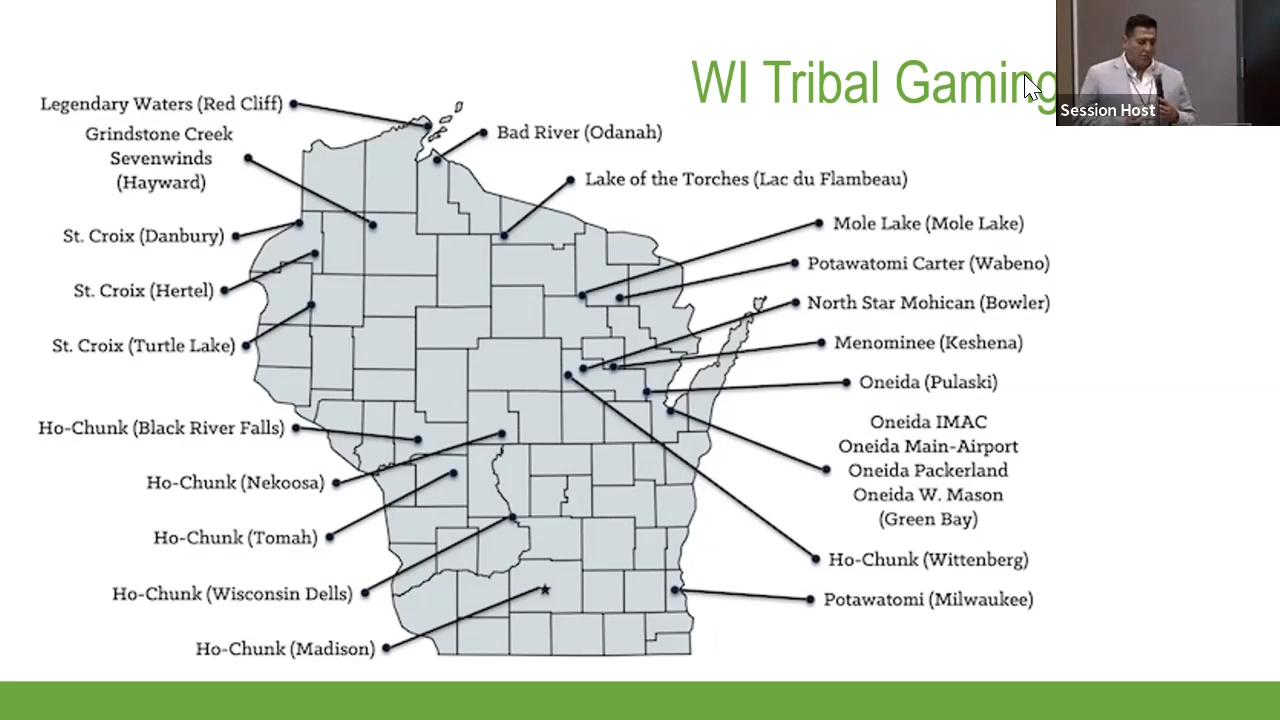 WI Tribal Gaming
Session Host
Legendary Waters (Red Cliff)
Grindstone Creek
Sevenwinds
(Hayward)
St. Croix (Danbury)
St. Croix (Hertel)
St. Croix (Turtle Lake)
Ho-Chunk (Black River Falls)
Ho-Chunk (Nekoosa)
Ho-Chunk (Tomah)
Ho-Chunk (Wisconsin Dells)
Ho-Chunk (Madison)
Bad River (Odanah)
Lake of the Torches (Lac du Flambeau)
Mole Lake (Mole Lake)
Potawatomi Carter (Wabeno)
North Star Mohican (Bowler)
Menominee (Keshena)
Oneida (Pulaski)
Oneida IMAC
Oneida Main-Airport
Oneida Packerland
Oneida W. Mason
(Green Bay)
Ho-Chunk (Wittenberg)
Potawatomi (Milwaukee)